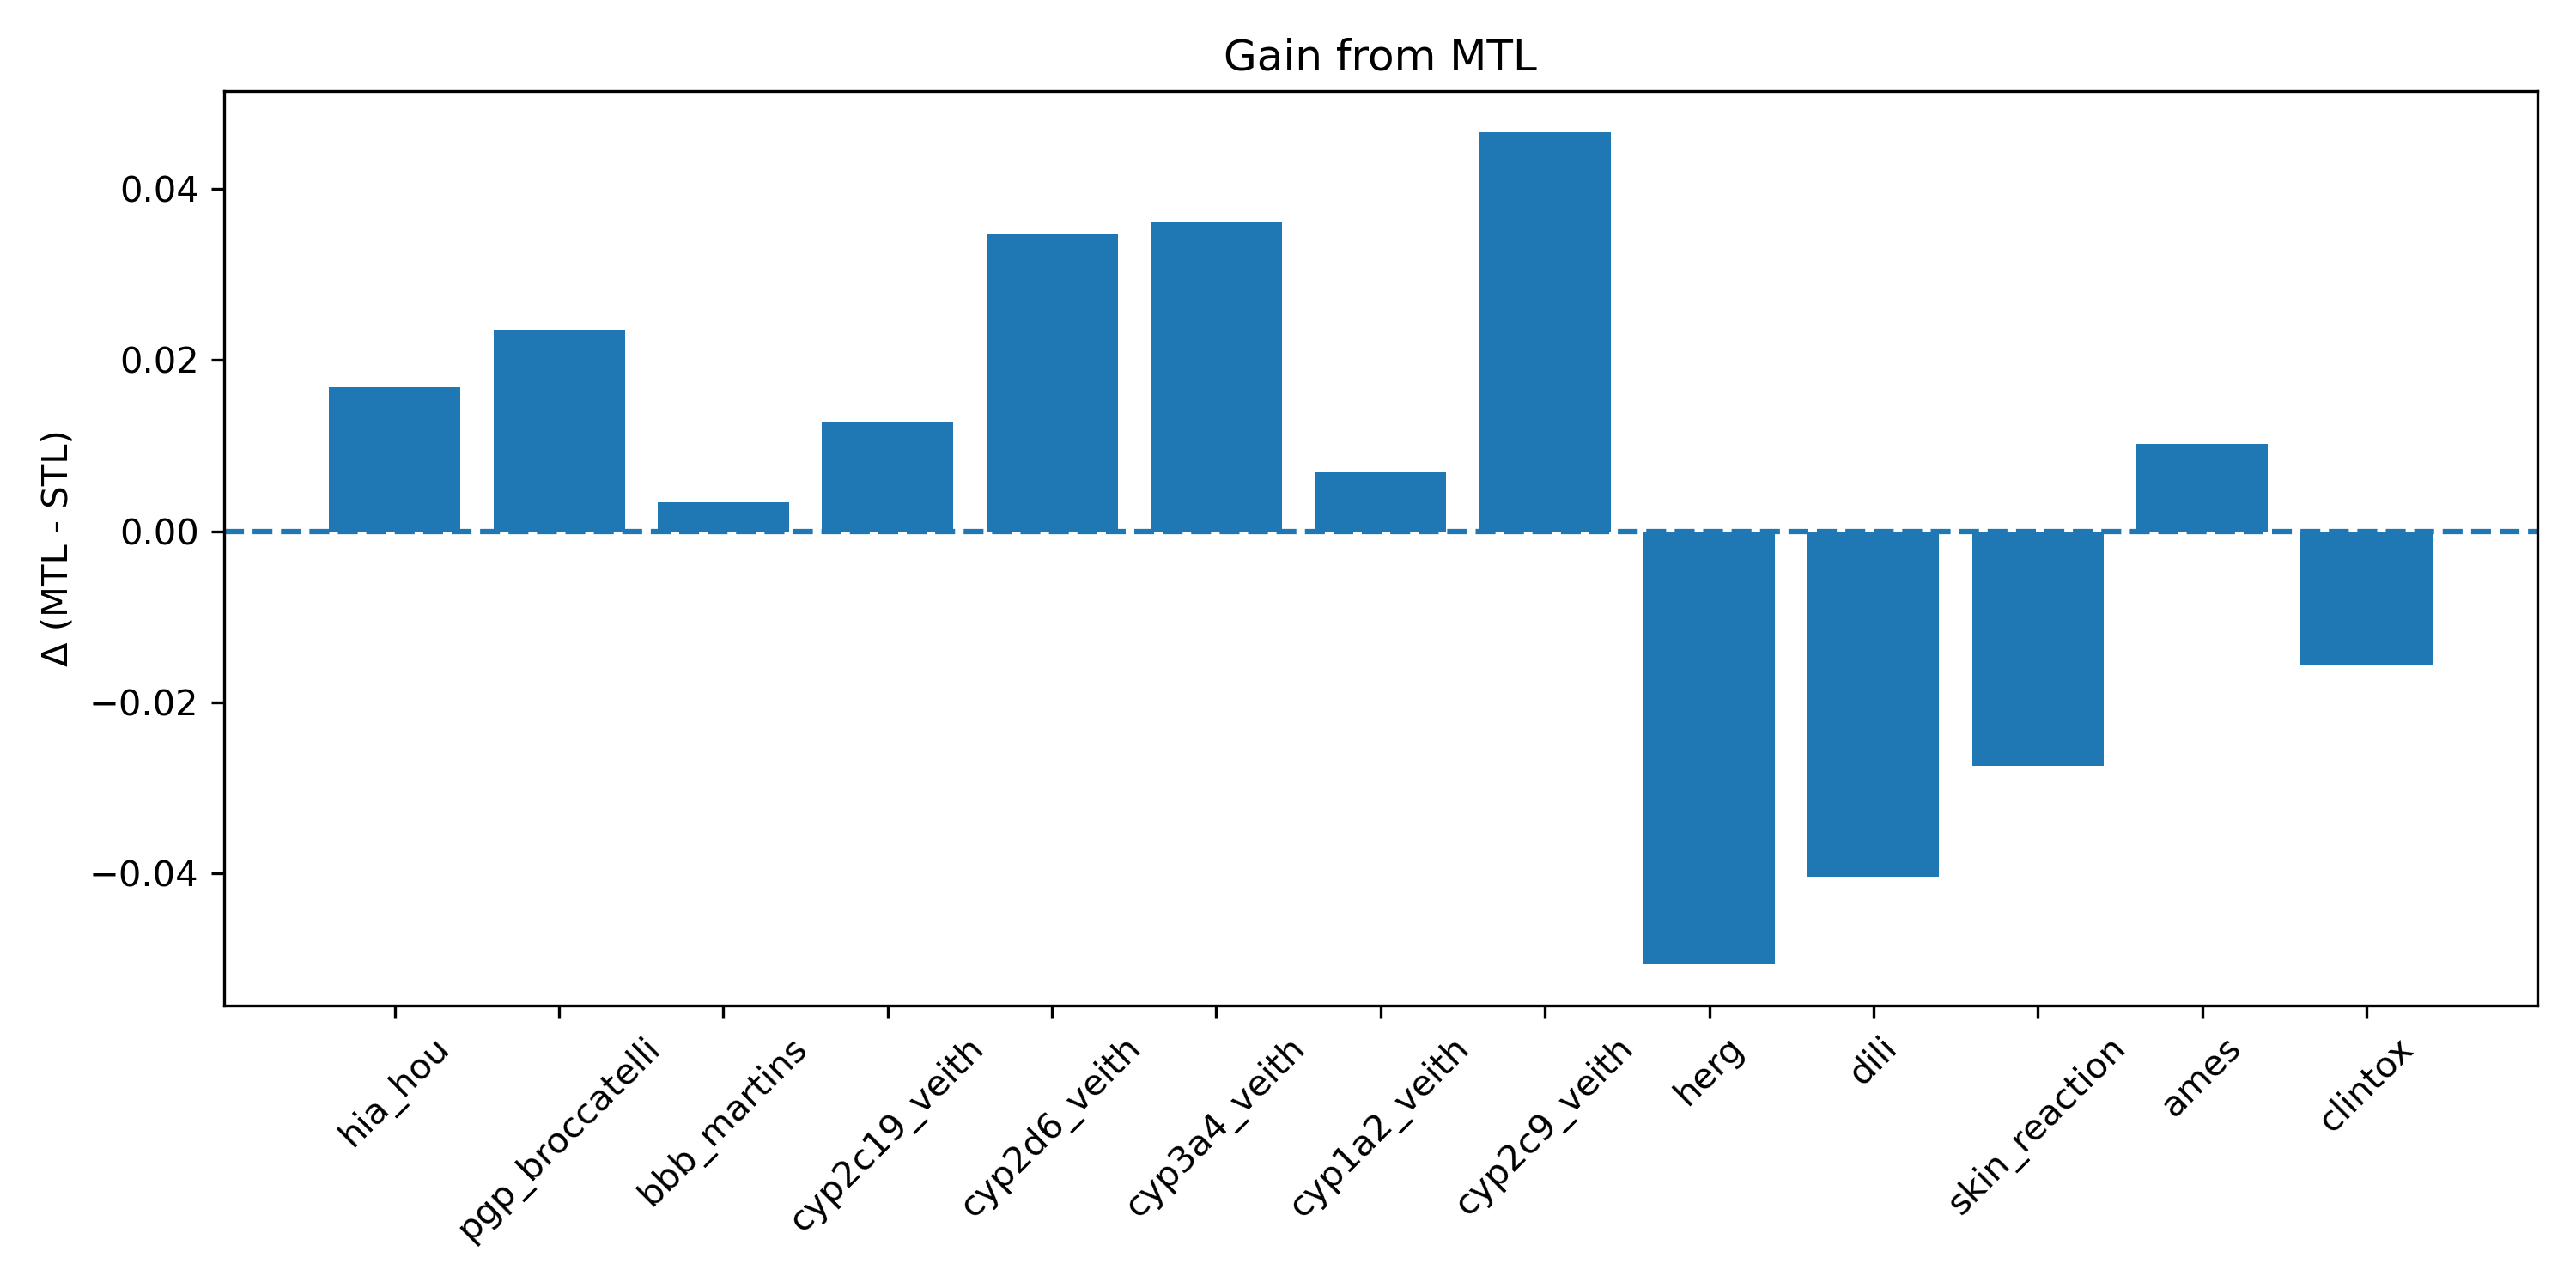 Gain from MTL
Δ (MTL - STL)
0.04
0.02
0.00
−0.02
−0.04
hia_hou
pgp_broccatelli
bbb_martins
cyp2c19_veith
cyp2d6_veith
cyp3a4_veith
cyp1a2_veith
cyp2c9_veith
herg
dili
skin_reaction
ames
clintox